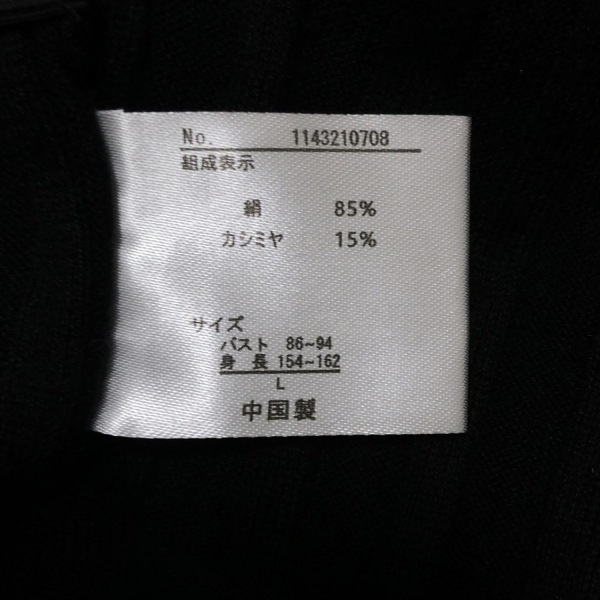 No. 1143210708
組成表示
絹 85%
カシミヤ 15%
サイズ
バスト 86~94
身 長 154~162
L
中国製